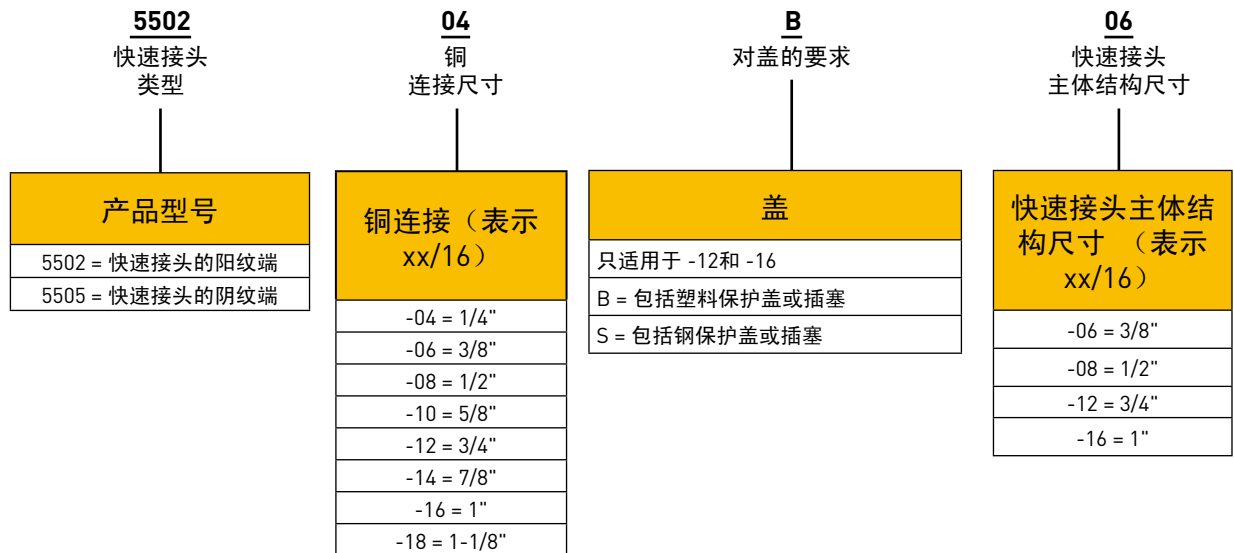 5502
快速接头
类型
04
铜
连接尺寸
B
对盖的要求
06
快速接头
主体结构尺寸
产品型号
5502 = 快速接头的阳纹端
5505 = 快速接头的阴纹端
铜连接（表示
xx/16）
-04 = 1/4"
-06 = 3/8"
-08 = 1/2"
-10 = 5/8"
-12 = 3/4"
-14 = 7/8"
-16 = 1"
-18 = 1-1/8"
盖
只适用于 -12和 -16
B = 包括塑料保护盖或插塞
S = 包括钢保护盖或插塞
快速接头主体结
构尺寸 （表示
xx/16）
-06 = 3/8"
-08 = 1/2"
-12 = 3/4"
-16 = 1"